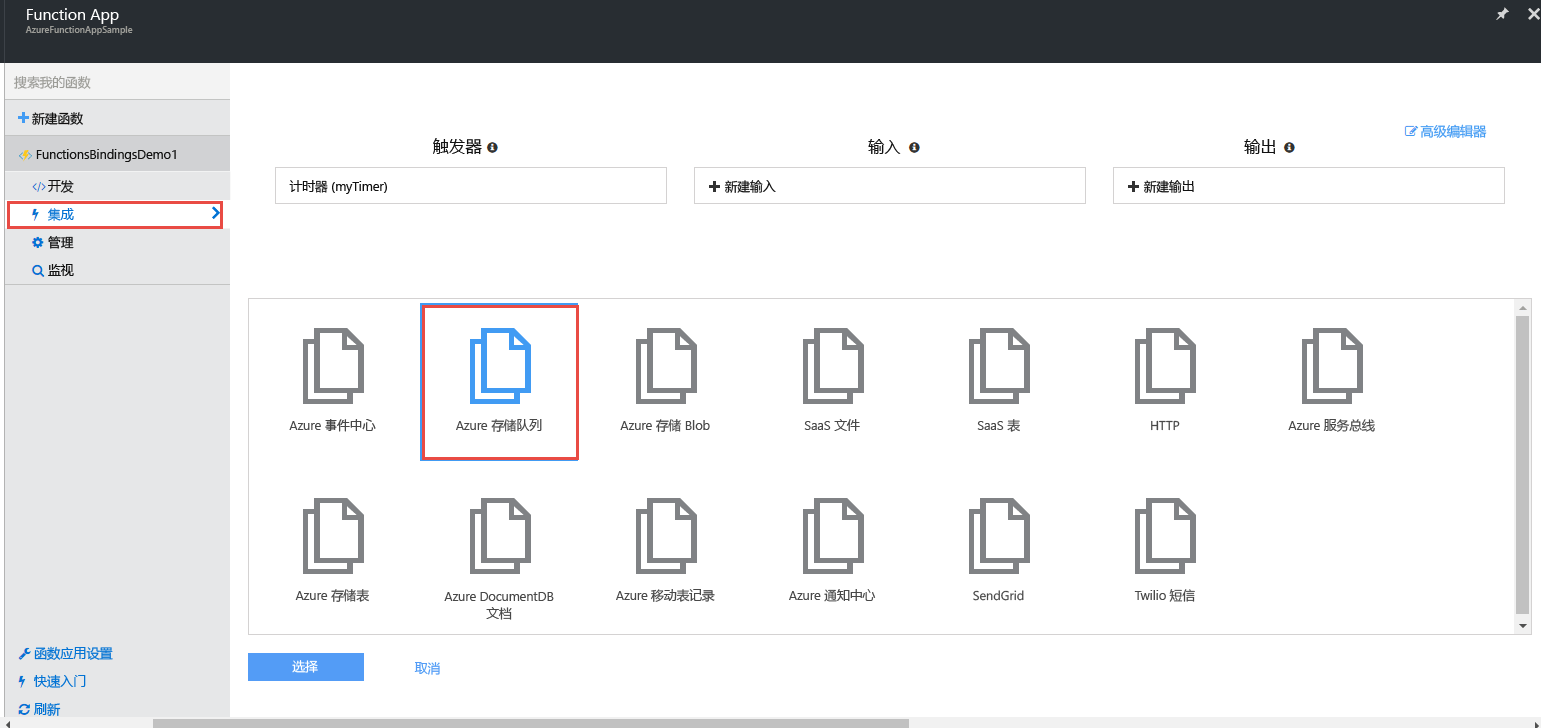 Function App
AzureFunctionAppSample
搜索我的函数
新建函数
FunctionsBindingsDemo1
开发
集成
管理
监视
函数应用设置
快速入门
刷新
高级编辑器
触发器
输入
输出
计时器 (myTimer)
新建输入
新建输出
Azure 事件中心
Azure 存储队列
Azure 存储 Blob
SaaS 文件
SaaS 表
HTTP
Azure 服务总线
Azure 存储表
Azure DocumentDB
文档
Azure 移动表记录
Azure 通知中心
SendGrid
Twilio 短信
选择
取消